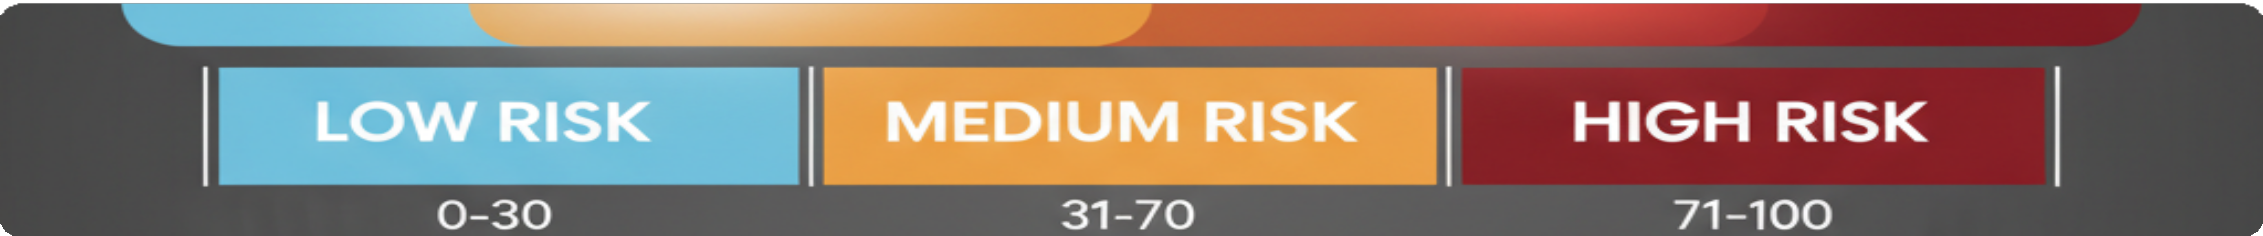 LOW RISK MEDIUM RISK HIGH RISK
0-30 31-70 71-100